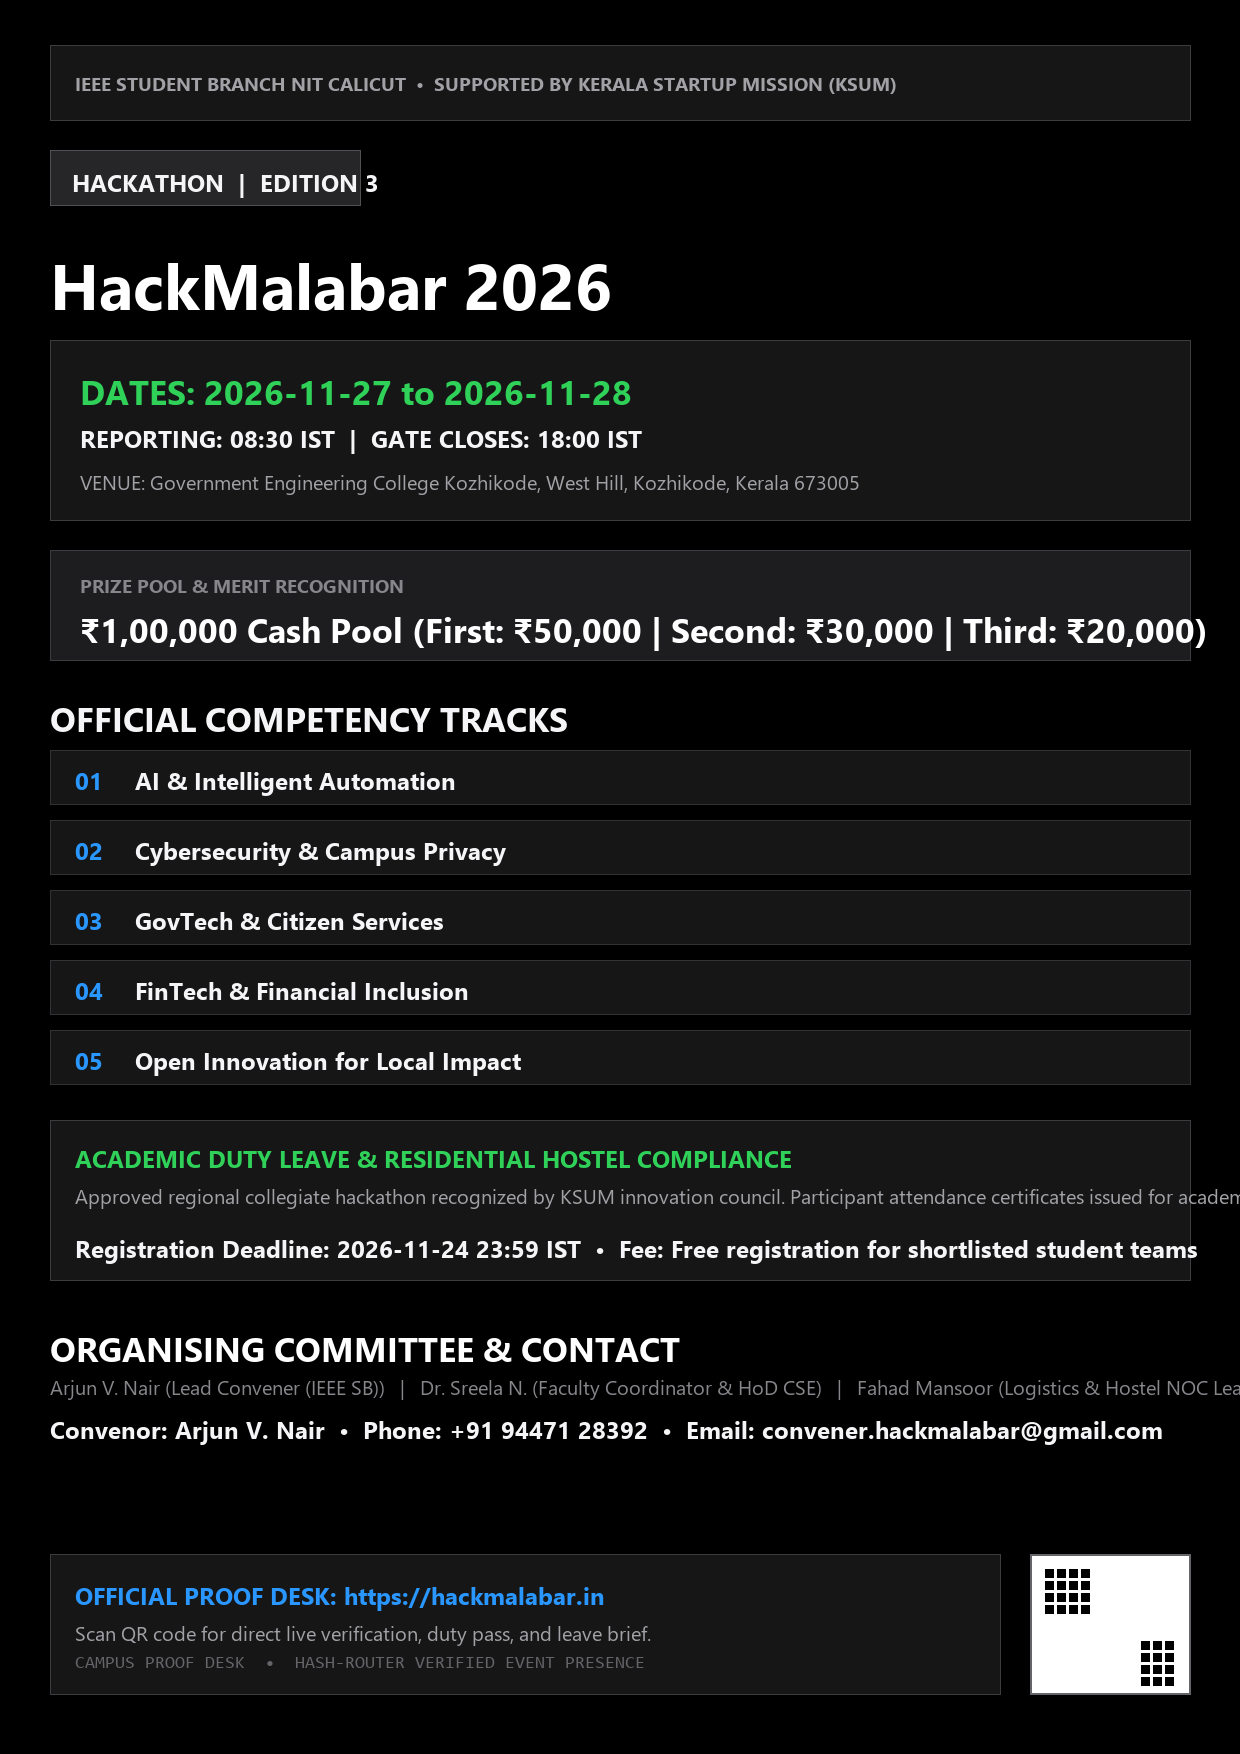 IEEE STUDENT BRANCH NIT CALICUT • SUPPORTED BY KERALA STARTUP MISSION (KSUM)
HACKATHON | EDITION 3
HackMalabar 2026
DATES: 2026-11-27 to 2026-11-28
REPORTING: 08:30 IST | GATE CLOSES: 18:00 IST
VENUE: Government Engineering College Kozhikode, West Hill, Kozhikode, Kerala 673005
PRIZE POOL & MERIT RECOGNITION
₹1,00,000 Cash Pool (First: ₹50,000 | Second: ₹30,000 | Third: ₹20,000)
OFFICIAL COMPETENCY TRACKS
01 AI & Intelligent Automation
02 Cybersecurity & Campus Privacy
03 GovTech & Citizen Services
04 FinTech & Financial Inclusion
05 Open Innovation for Local Impact
ACADEMIC DUTY LEAVE & RESIDENTIAL HOSTEL COMPLIANCE
Approved regional collegiate hackathon recognized by KSUM innovation council. Participant attendance certificates issued for academ
Registration Deadline: 2026-11-24 23:59 IST • Fee: Free registration for shortlisted student teams
ORGANISING COMMITTEE & CONTACT
Arjun V. Nair (Lead Convener (IEEE SB)) | Dr. Sreela N. (Faculty Coordinator & HoD CSE) | Fahad Mansoor (Logistics & Hostel NOC Lea
Convenor: Arjun V. Nair • Phone: +91 94471 28392 • Email: convener.hackmalabar@gmail.com
OFFICIAL PROOF DESK: https://hackmalabar.in
Scan QR code for direct live verification, duty pass, and leave brief.
CAMPUS PROOF DESK • HASH-ROUTER VERIFIED EVENT PRESENCE